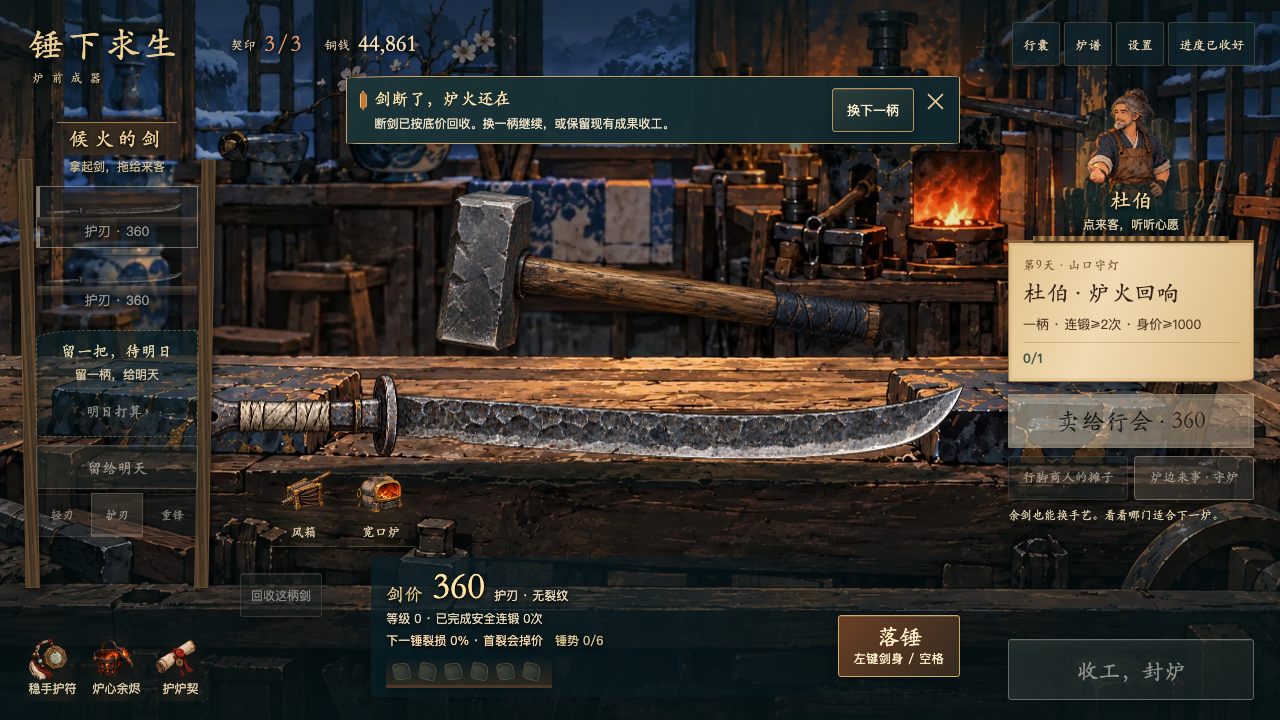 锤下求生
炉前成器
契印 3/3 铜钱 44,861
行囊
炉谱
设置
进度已收好
剑断了，炉火还在
断剑已按底价回收。换一柄继续，或保留现有成果收工。
换下一柄
候火的剑
拿起剑，拖给来客
护刃 · 360
护刃 · 360
留一把，待明日
留一柄，给明天
明日打算 ›
留给明天
轻刃
护刃
重锋
杜伯
点来客，听听心愿
第9天 · 山口守灯
杜伯 · 炉火回响
一柄 · 连锻≥2次 · 身价≥1000
0/1
卖给行会 · 360
行脚商人的摊子
炉边来事 · 守炉
余剑也能换手艺。看看哪门适合下一炉。
风箱
宽口炉
回收这柄剑
剑价 360 护刃 · 无裂纹
等级 0 · 已完成安全连锻 0次
下一锤裂损 0% · 首裂会掉价 锤势 0/6
落锤
左键剑身 / 空格
稳手护符
炉心余烬
护炉契
收工，封炉